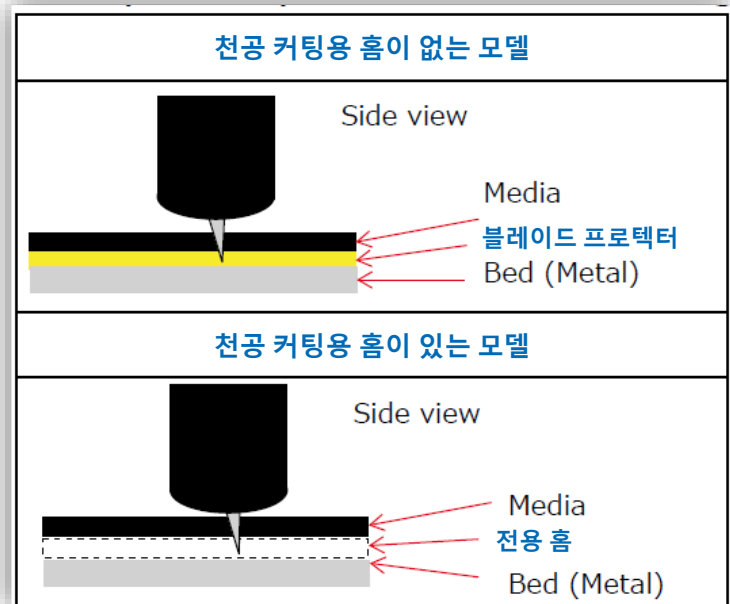 천공 커팅용 홈이 없는 모델
Side view
Media
블레이드 프로텍터
Bed (Metal)
천공 커팅용 홈이 있는 모델
Side view
Media
전용 홈
Bed (Metal)